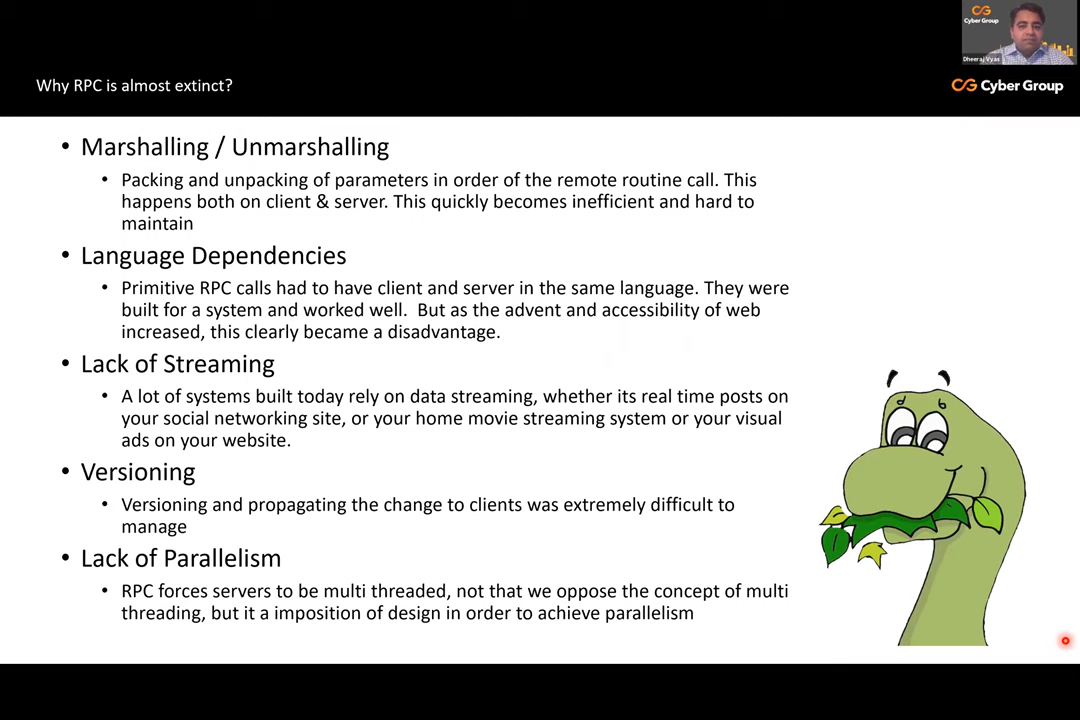 CG
Cyber Group
Dheeraj Vyas
Why RPC is almost extinct?
CG Cyber Group
• Marshalling / Unmarshalling
• Packing and unpacking of parameters in order of the remote routine call. This
happens both on client & server. This quickly becomes inefficient and hard to
maintain
• Language Dependencies
• Primitive RPC calls had to have client and server in the same language. They were
built for a system and worked well.  But as the advent and accessibility of web
increased, this clearly became a disadvantage.
• Lack of Streaming
• A lot of systems built today rely on data streaming, whether its real time posts on
your social networking site, or your home movie streaming system or your visual
ads on your website.
• Versioning
• Versioning and propagating the change to clients was extremely difficult to
manage
• Lack of Parallelism
• RPC forces servers to be multi threaded, not that we oppose the concept of multi
threading, but it a imposition of design in order to achieve parallelism